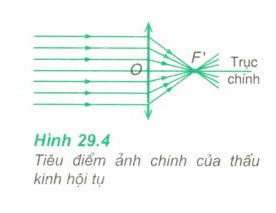 O
F'
Trục
chính
Hình 29.4
Tiêu điểm ảnh chính của thấu
kính hội tụ